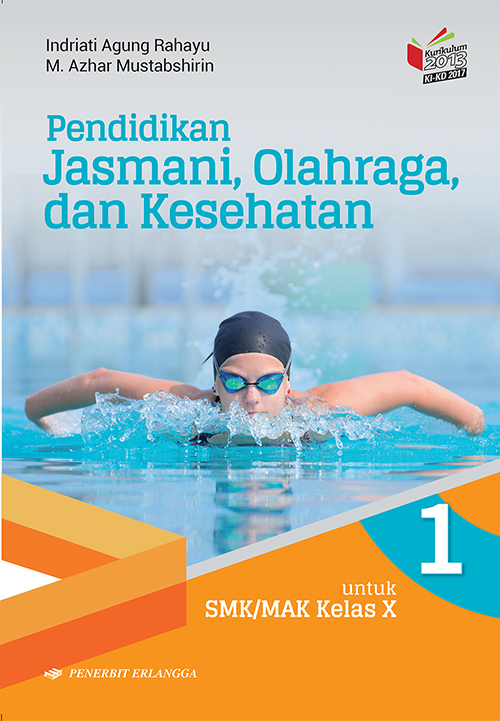 Indriati Agung Rahayu
M. Azhar Mustabshirin
Kurikulum
2013
KI-KD 2017
Pendidikan
Jasmani, Olahraga,
dan Kesehatan
1
untuk
SMK/MAK Kelas X
PENERBIT ERLANGGA